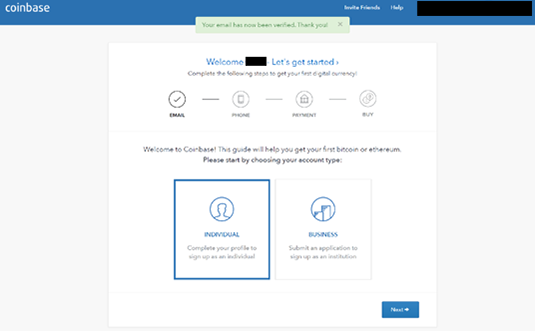 coinbase
Invite Friends Help
Your email has now been verified. Thank you! ×
Welcome - Let's get started ›
Complete the following steps to get your first digital currency!
EMAIL PHONE PAYMENT BUY
Welcome to Coinbase! This guide will help you get your first bitcoin or ethereum.
Please start by choosing your account type:
INDIVIDUAL
Complete your profile to
sign up as an individual
BUSINESS
Submit an application to
sign up as an institution
Next